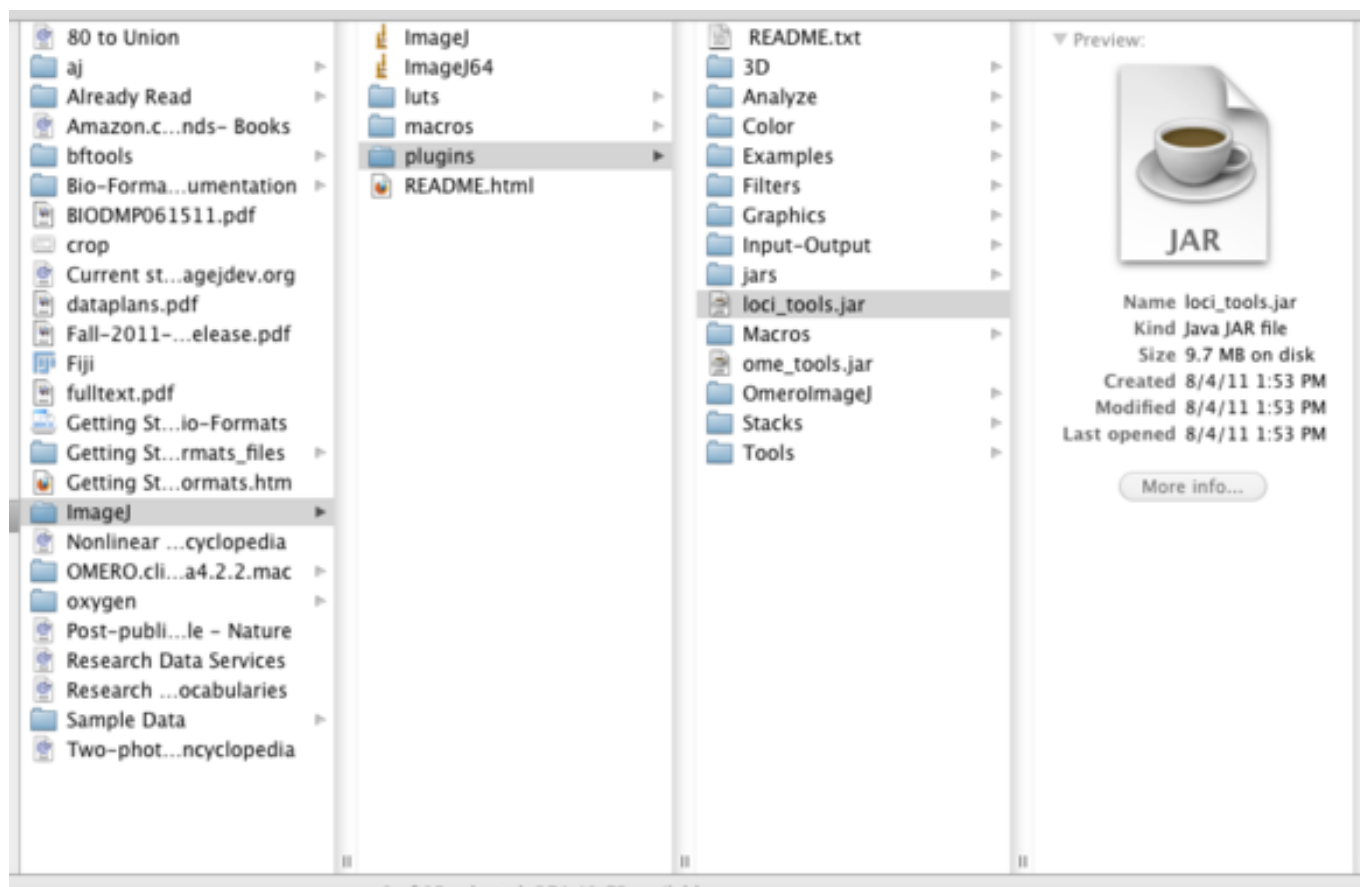 80 to Union
aj
Already Read
Amazon.c...nds- Books
bftools
Bio-Forma...umentation
BIODMP061511.pdf
crop
Current st...agejdev.org
dataplans.pdf
Fall-2011-...elease.pdf
Fiji
fulltext.pdf
Getting St...io-Formats
Getting St...rmats_files
Getting St...ormats.htm
ImageJ
Nonlinear ...cyclopedia
OMERO.cli...a4.2.2.mac
oxygen
Post-publi...le - Nature
Research Data Services
Research ...ocabularies
Sample Data
Two-phot...ncyclopedia
ImageJ
ImageJ64
luts
macros
plugins
README.html
README.txt
3D
Analyze
Color
Examples
Filters
Graphics
Input-Output
jars
loci_tools.jar
Macros
ome_tools.jar
OmeroImageJ
Stacks
Tools
Preview:
JAR
Name loci_tools.jar
Kind Java JAR file
Size 9.7 MB on disk
Created 8/4/11 1:53 PM
Modified 8/4/11 1:53 PM
Last opened 8/4/11 1:53 PM
More info...